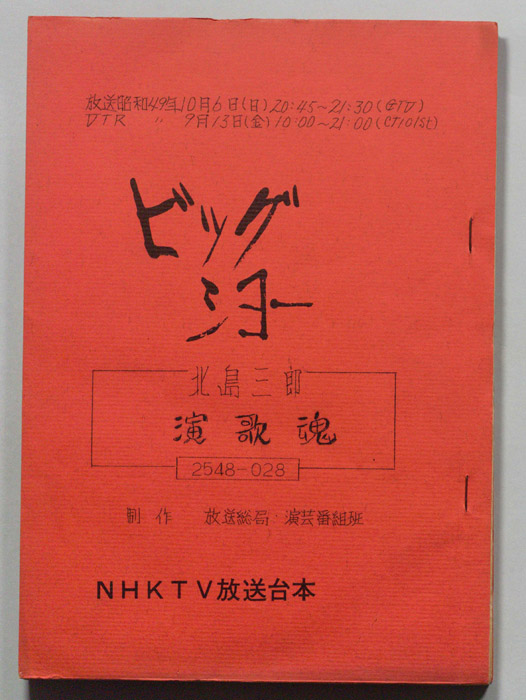 放送昭和49年10月6日(日)20:45~21:30(GTV)
VTR 〃 9月13日(金)10:00~21:00(CT101st)
ビッグ
ショー
北島三郎
演歌魂
2548-028
制作 放送総局 演芸番組班
NHKTV放送台本